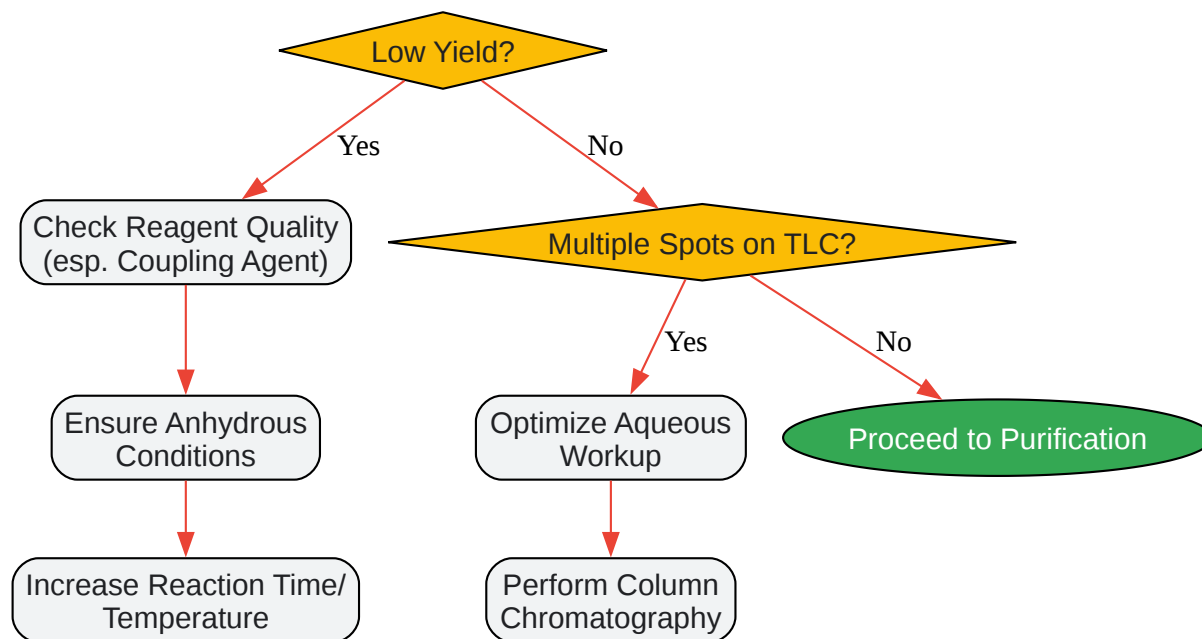 Low Yield?
Yes
No
Check Reagent Quality
(esp. Coupling Agent)
Multiple Spots on TLC?
Yes
No
Ensure Anhydrous
Conditions
Optimize Aqueous
Workup
Proceed to Purification
Increase Reaction Time/
Temperature
Perform Column
Chromatography